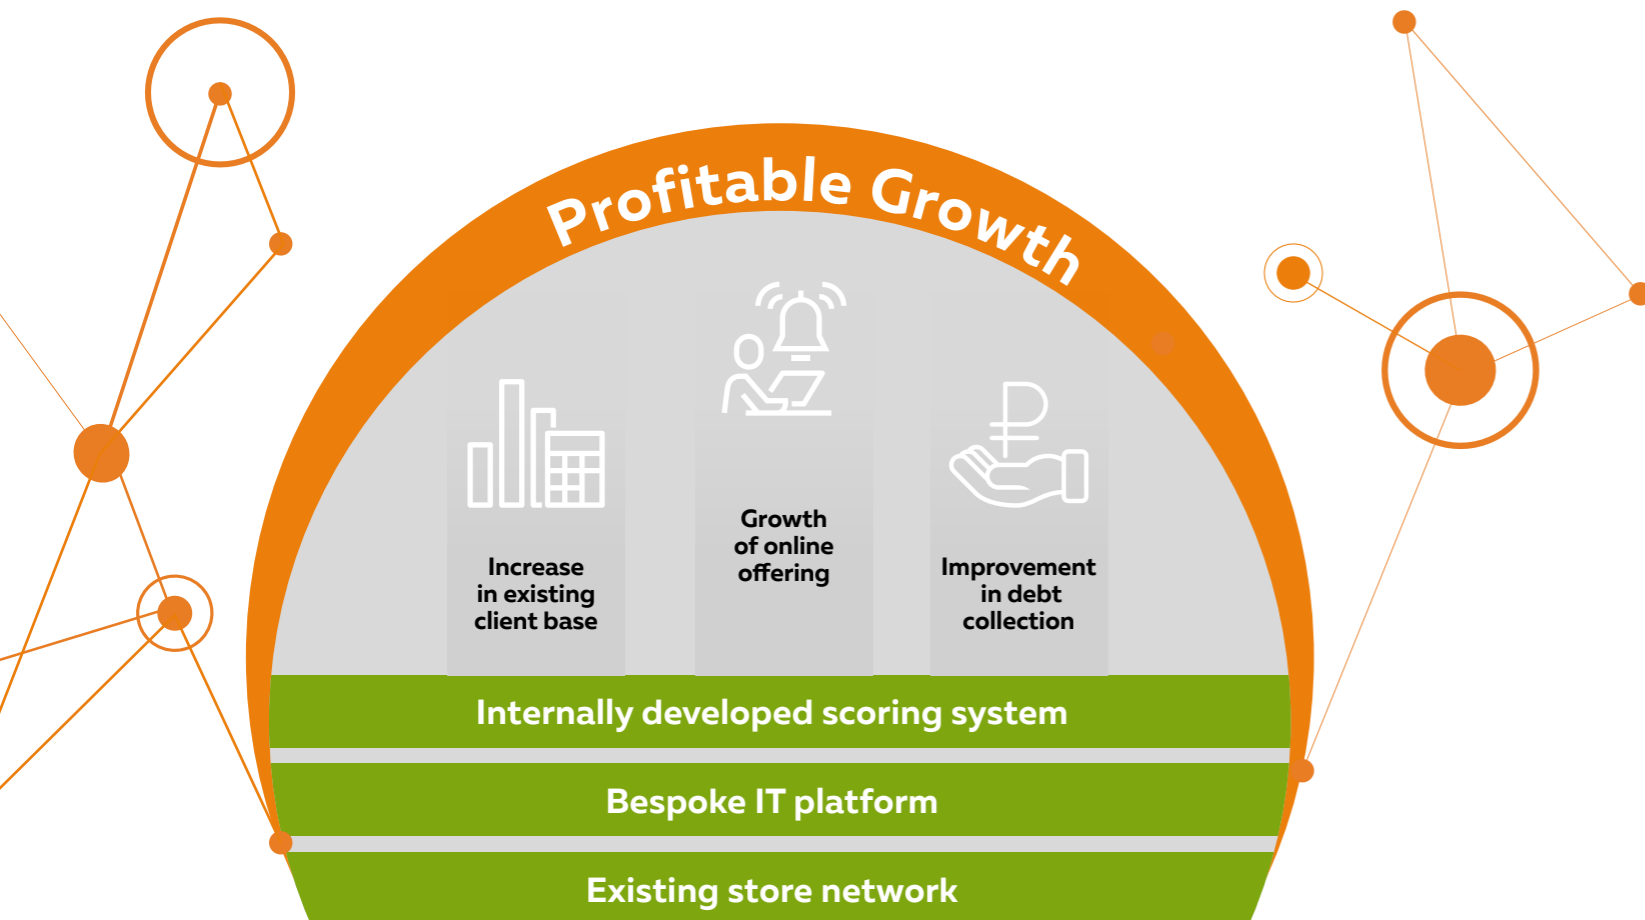 Profitable Growth
Increase
in existing
client base
Growth
of online
offering
Improvement
in debt
collection
Internally developed scoring system
Bespoke IT platform
Existing store network